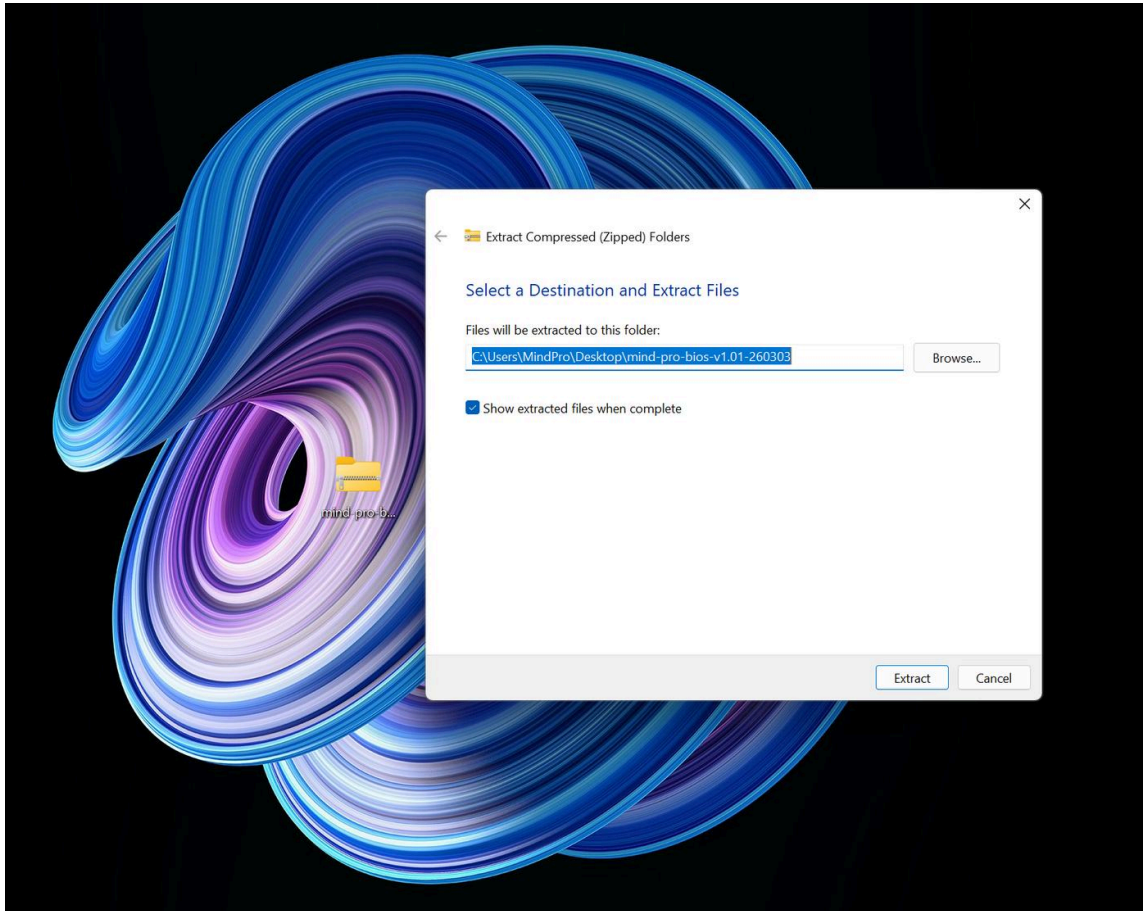 Extract Compressed (Zipped) Folders
Select a Destination and Extract Files
Files will be extracted to this folder:
C:\Users\MindPro\Desktop\mind-pro-bios-v1.01-260303
Browse...
Show extracted files when complete
mind-pro-b...
Extract
Cancel